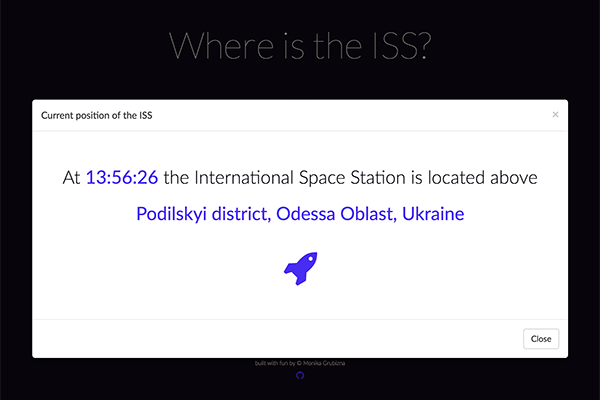 Where is the ISS?
Current position of the ISS
×
At 13:56:26 the International Space Station is located above
Podilskyi district, Odessa Oblast, Ukraine
Close
built with fun by © Monika Grubizna